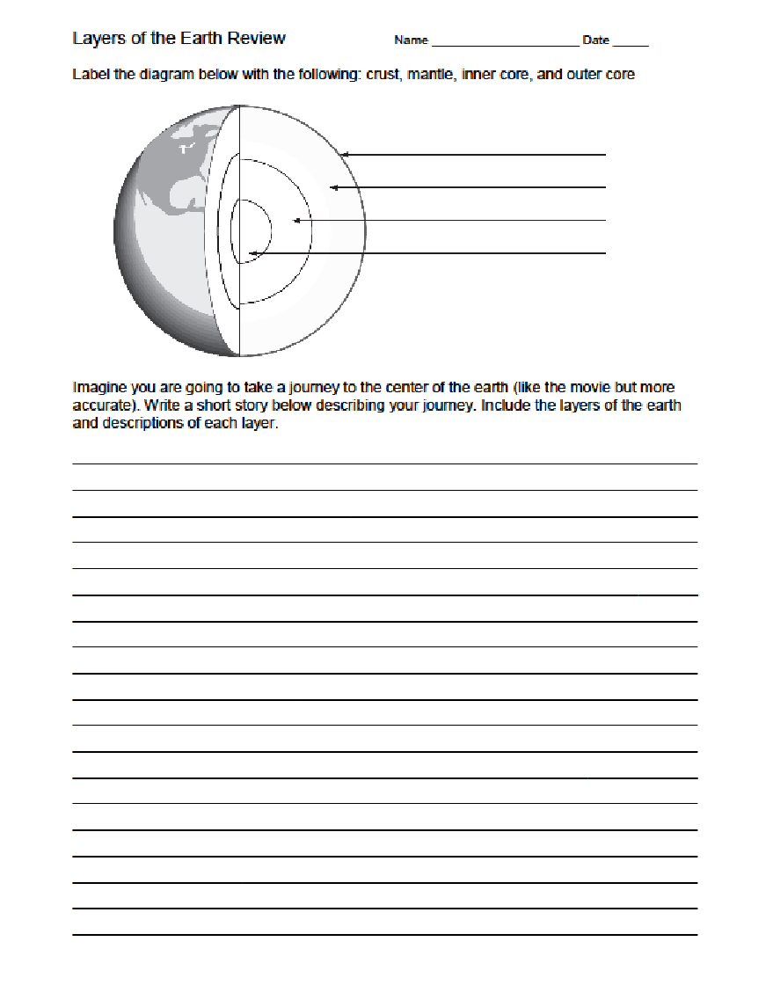 Layers of the Earth Review Name ____________________ Date _____
Label the diagram below with the following: crust, mantle, inner core, and outer core
Imagine you are going to take a journey to the center of the earth (like the movie but more
accurate). Write a short story below describing your journey. Include the layers of the earth
and descriptions of each layer.